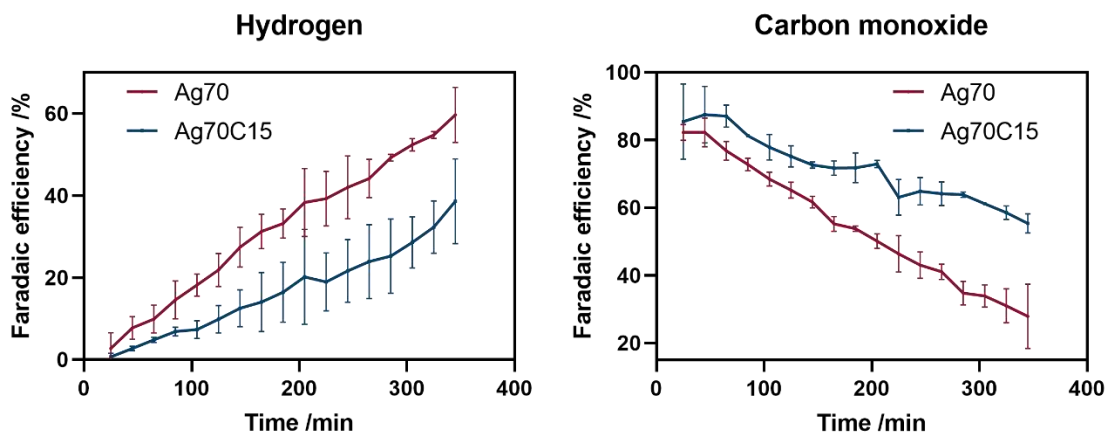 Hydrogen
Faradaic efficiency /%
60
40
20
0
Ag70
Ag70C15
0 100 200 300 400
Time /min
Carbon monoxide
Faradaic efficiency /%
100
80
60
40
20
Ag70
Ag70C15
0 100 200 300 400
Time /min